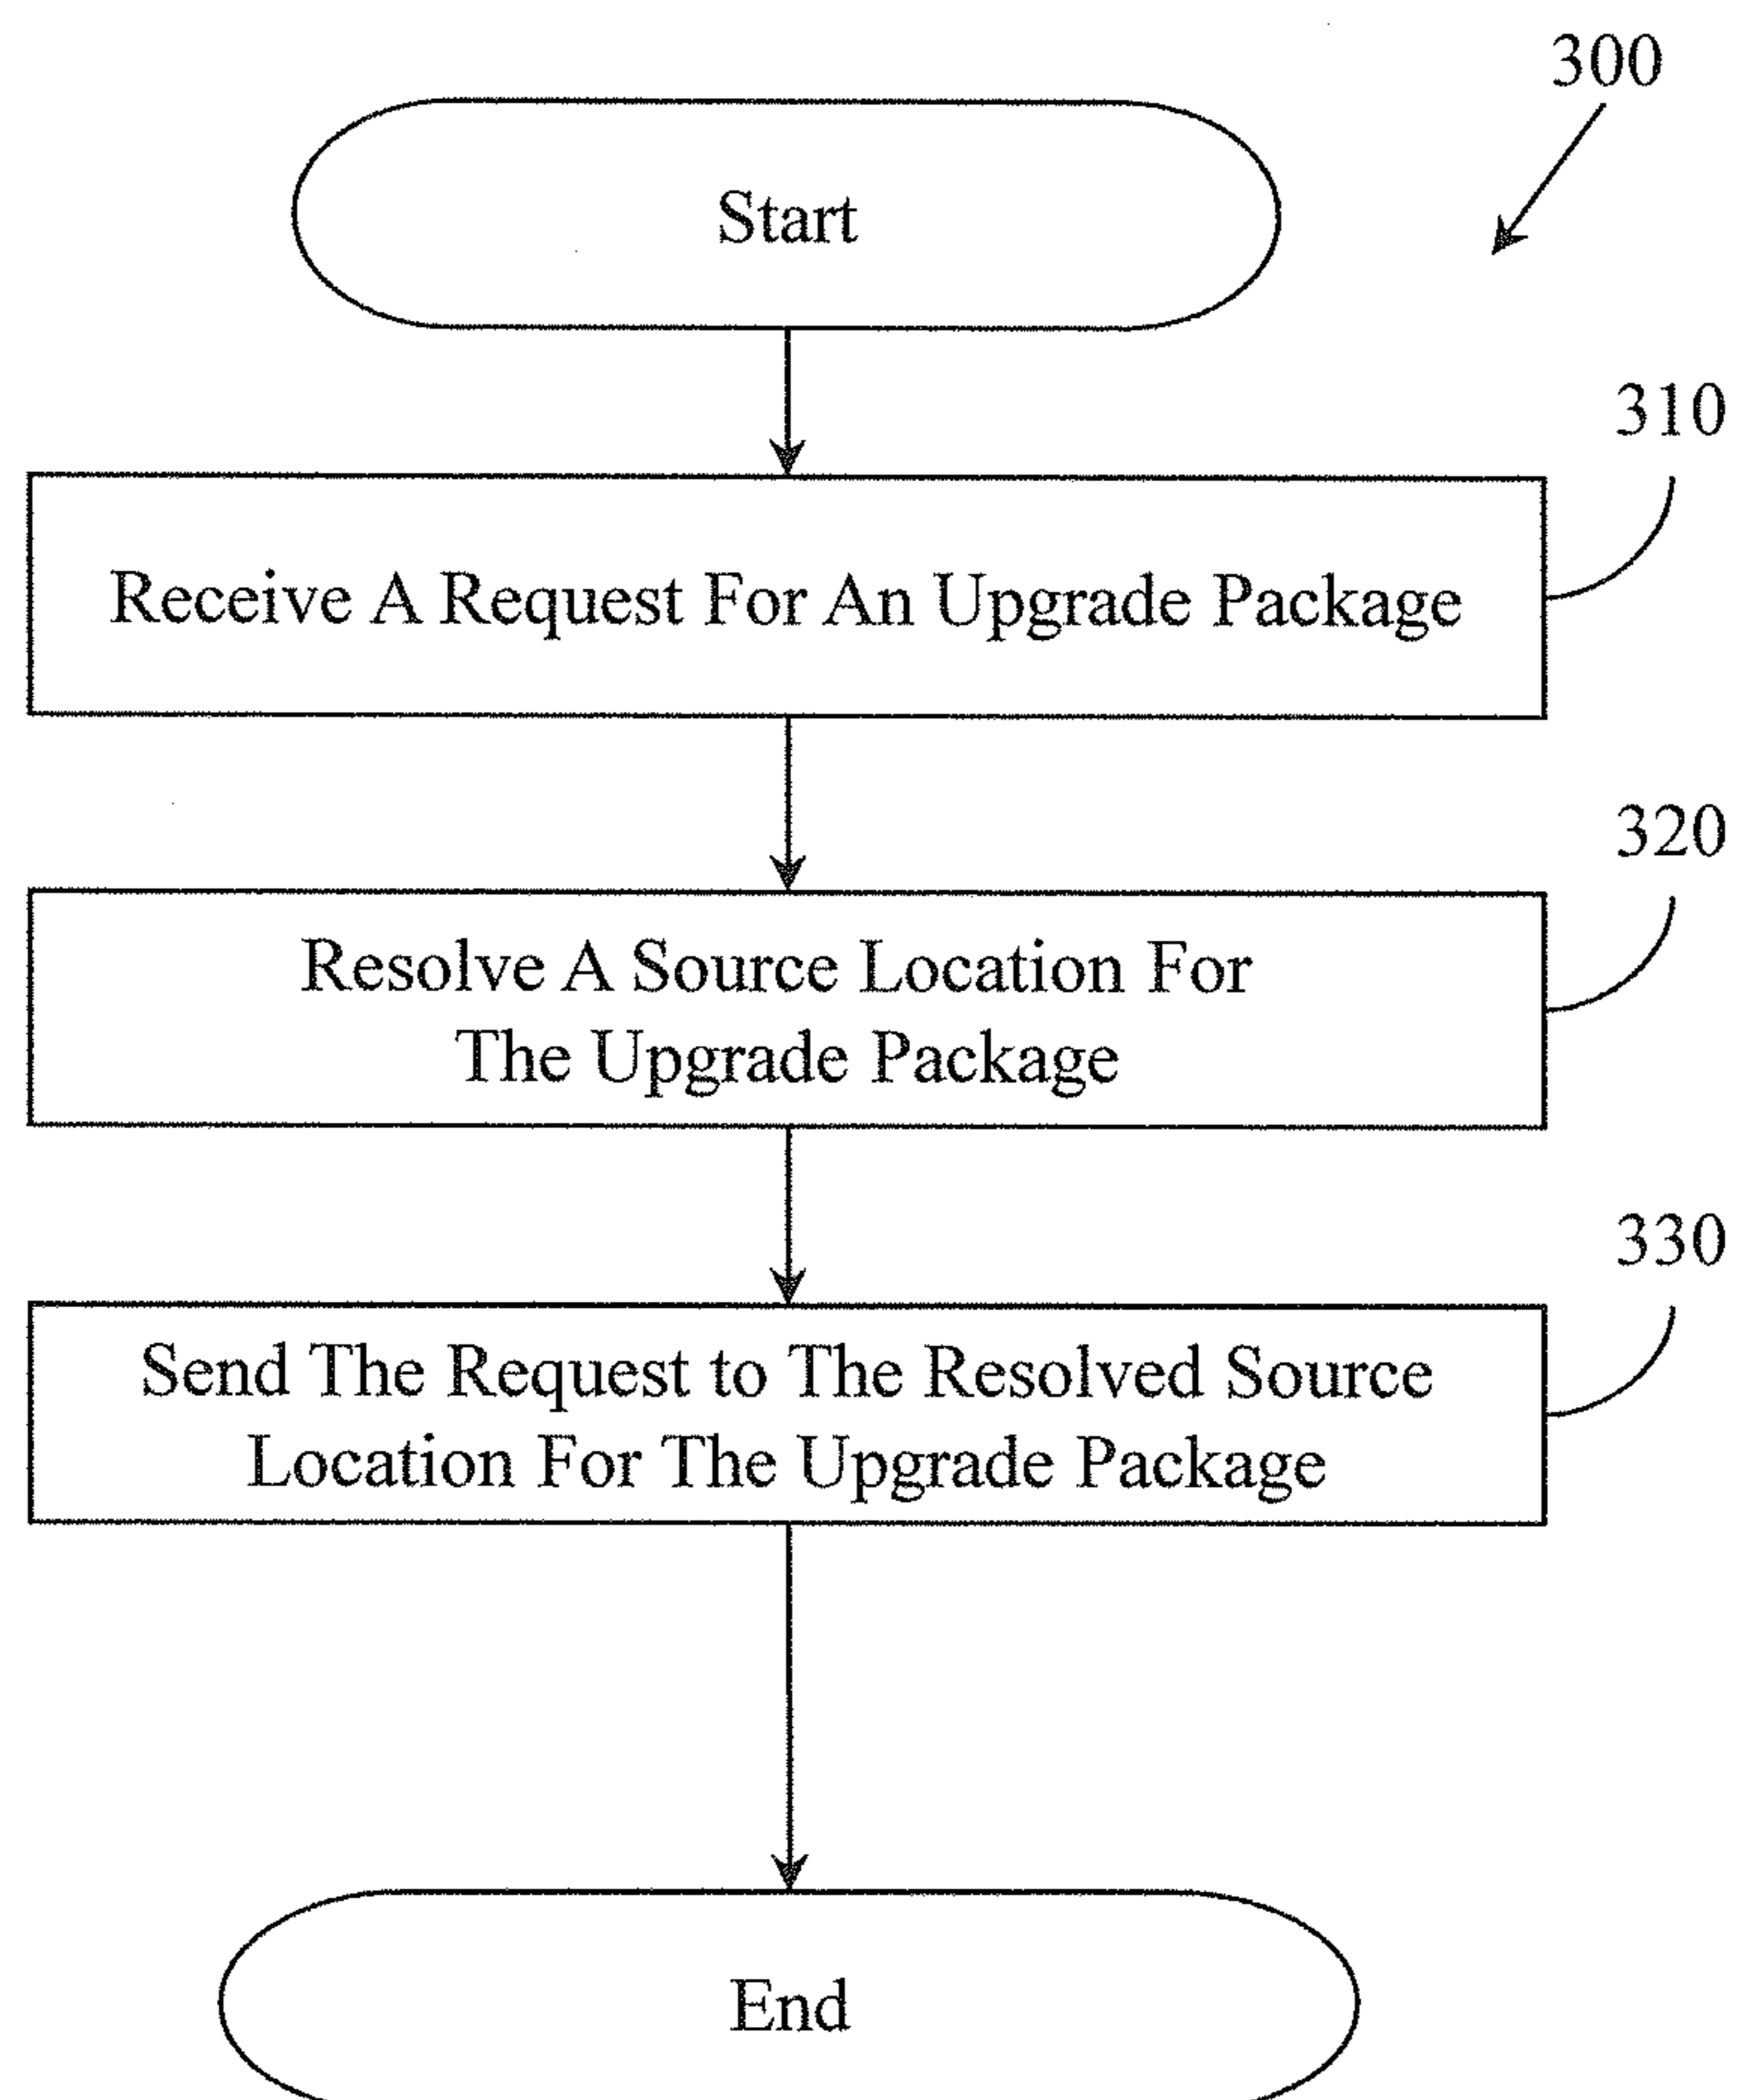 300
Start
310
Receive A Request For An Upgrade Package
320
Resolve A Source Location For
The Upgrade Package
330
Send The Request to The Resolved Source
Location For The Upgrade Package
End